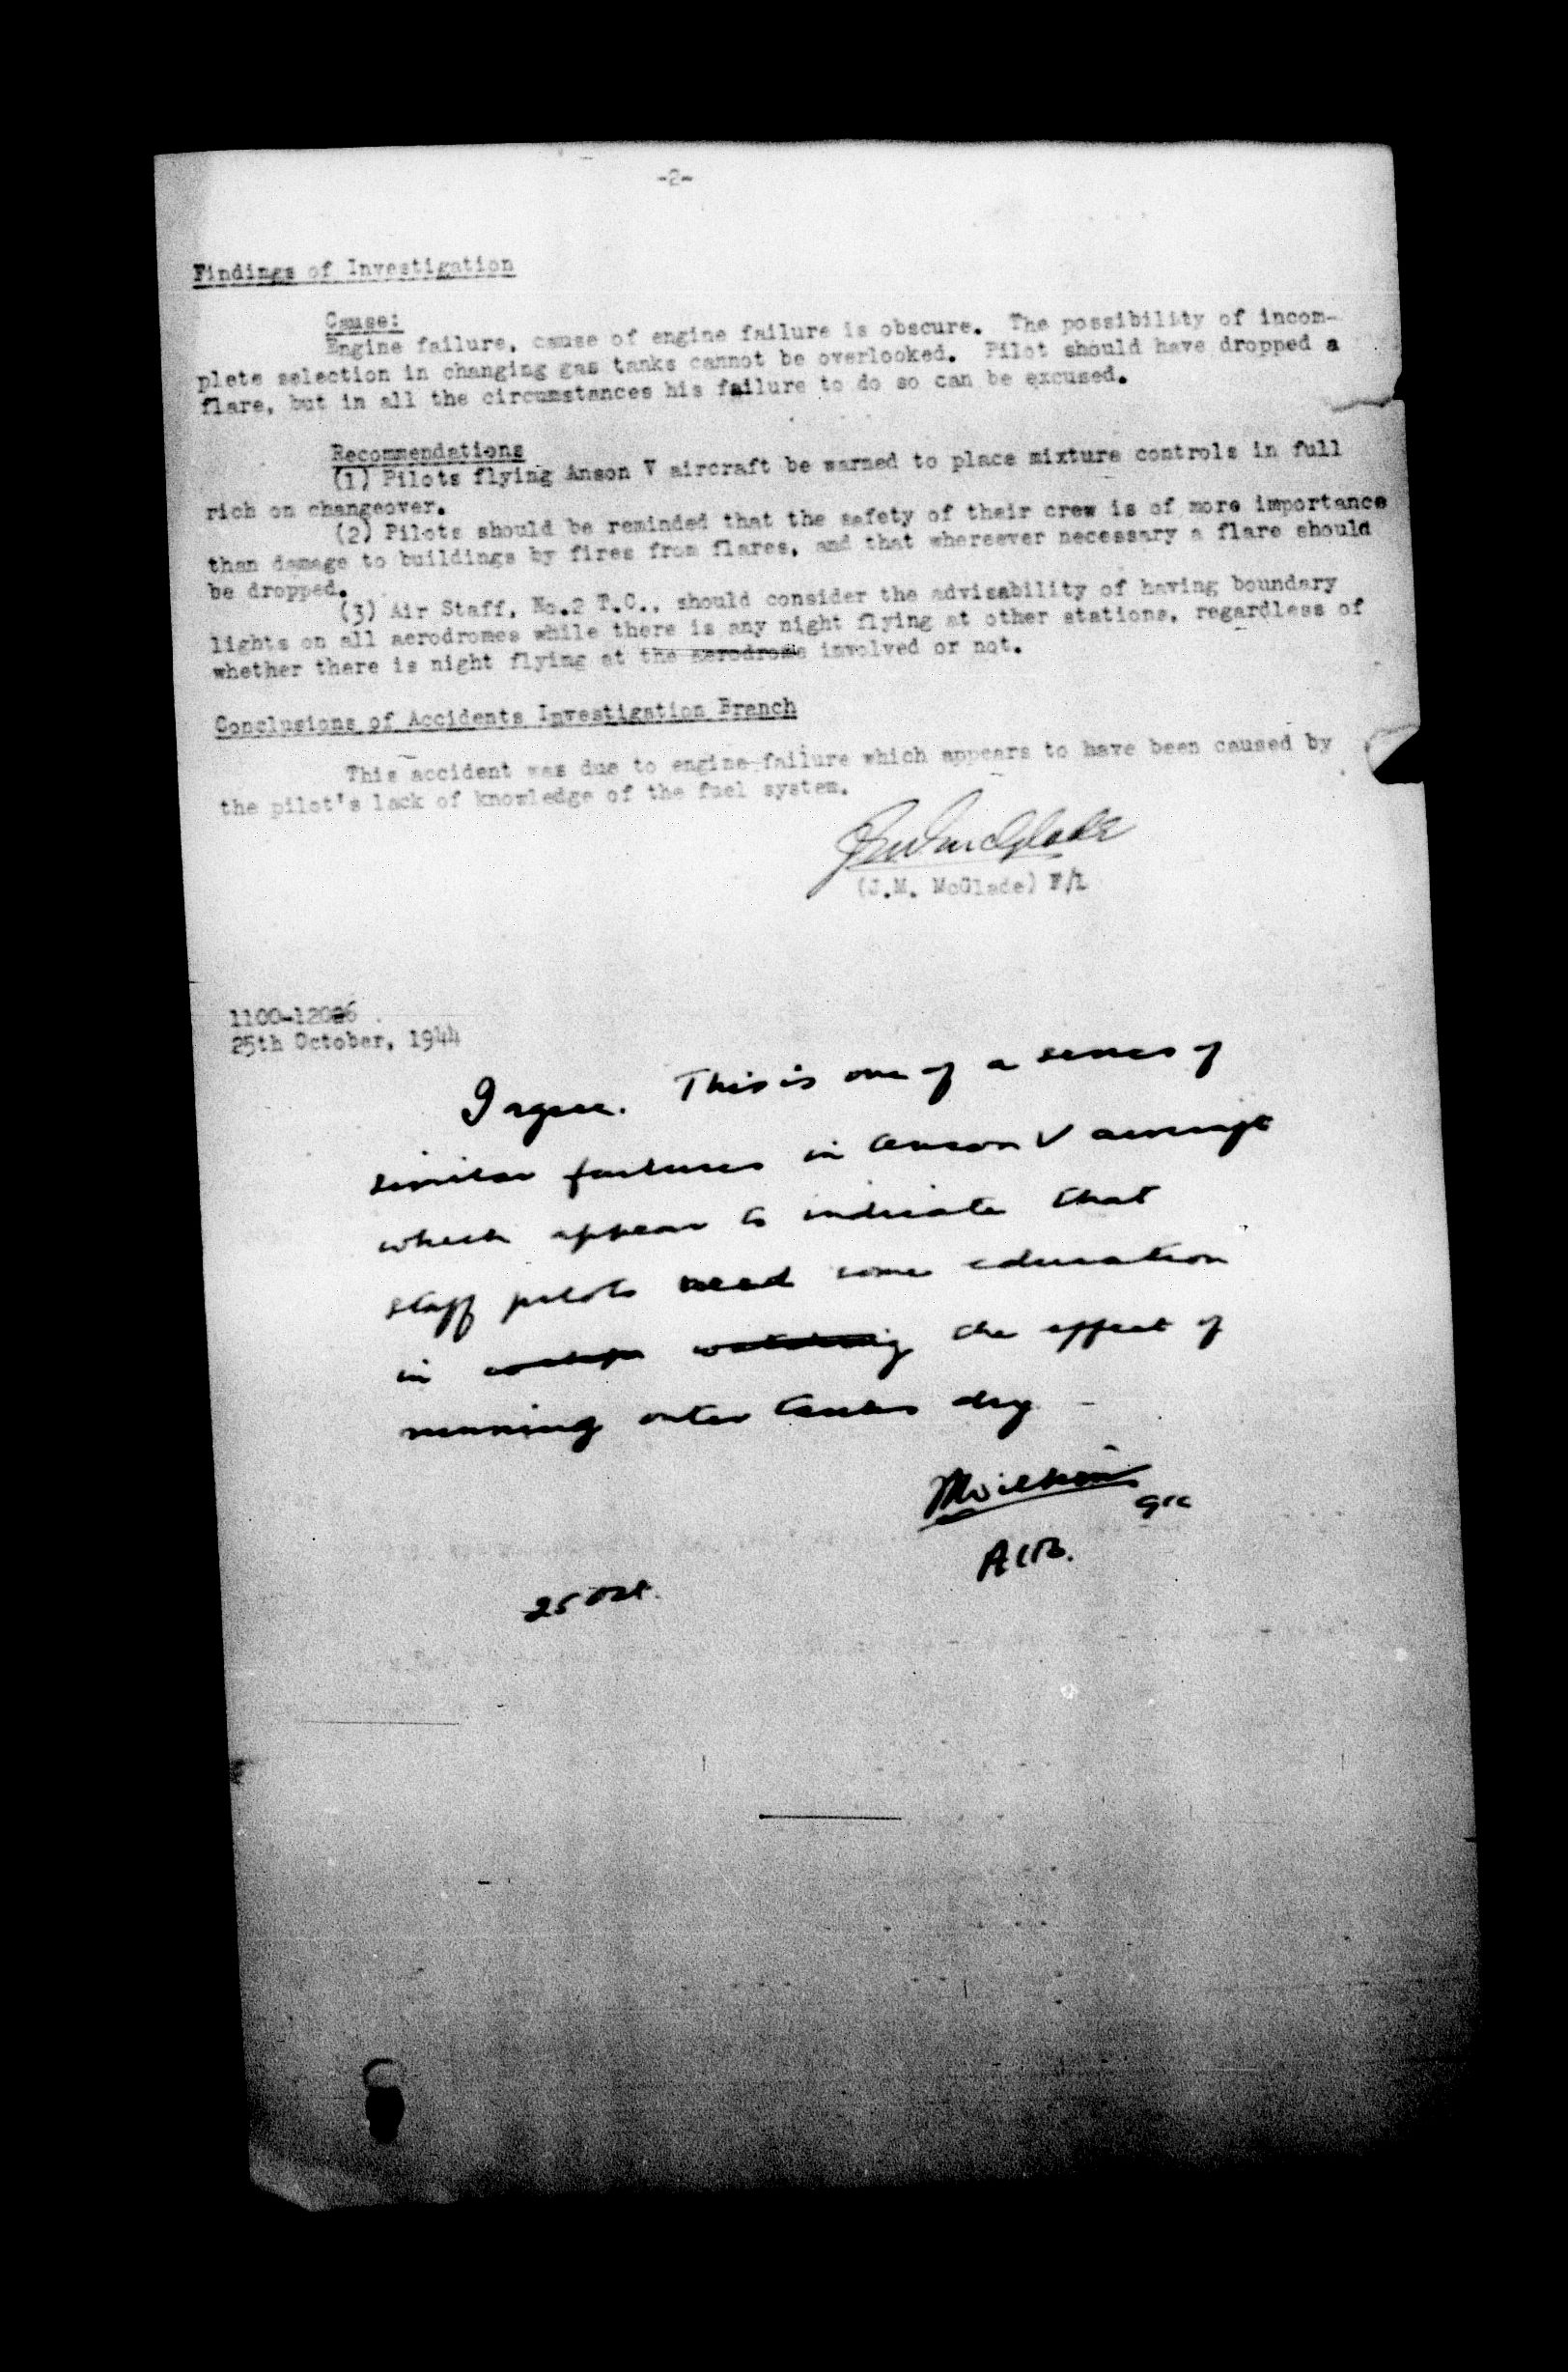 -2-
Findings of Investigation
Cause:
Engine failure, cause of engine failure is obscure. The possibility of incom-
plete selection in changing gas tanks cannot be overlooked. Pilot should have dropped a
flare, but in all the circumstances his failure to do so can be excused.
Recommendations
(1) Pilots flying Anson V aircraft be warned to place mixture controls in full
rich on changeover.
(2) Pilots should be reminded that the safety of their crew is of more importance
than damage to buildings by fires from flares, and that whereever necessary a flare should
be dropped.
(3) Air Staff, No.2 T.C., should consider the advisability of having boundary
lights on all aerodromes while there is any night flying at other stations, regardless of
whether there is night flying at the aerodrome involved or not.
Conclusions of Accidents Investigation Branch
This accident was due to engine failure which appears to have been caused by
the pilot's lack of knowledge of the fuel system.
(J.M. McGlade) F/L
1100-12086
25th October, 1944
I agree. This is one of a series of
similar failures in Anson V aircraft
which appear to indicate that
staff pilots need some education
in watching the effect of
running outer tanks dry
G/C
AIB.
25 Oct.